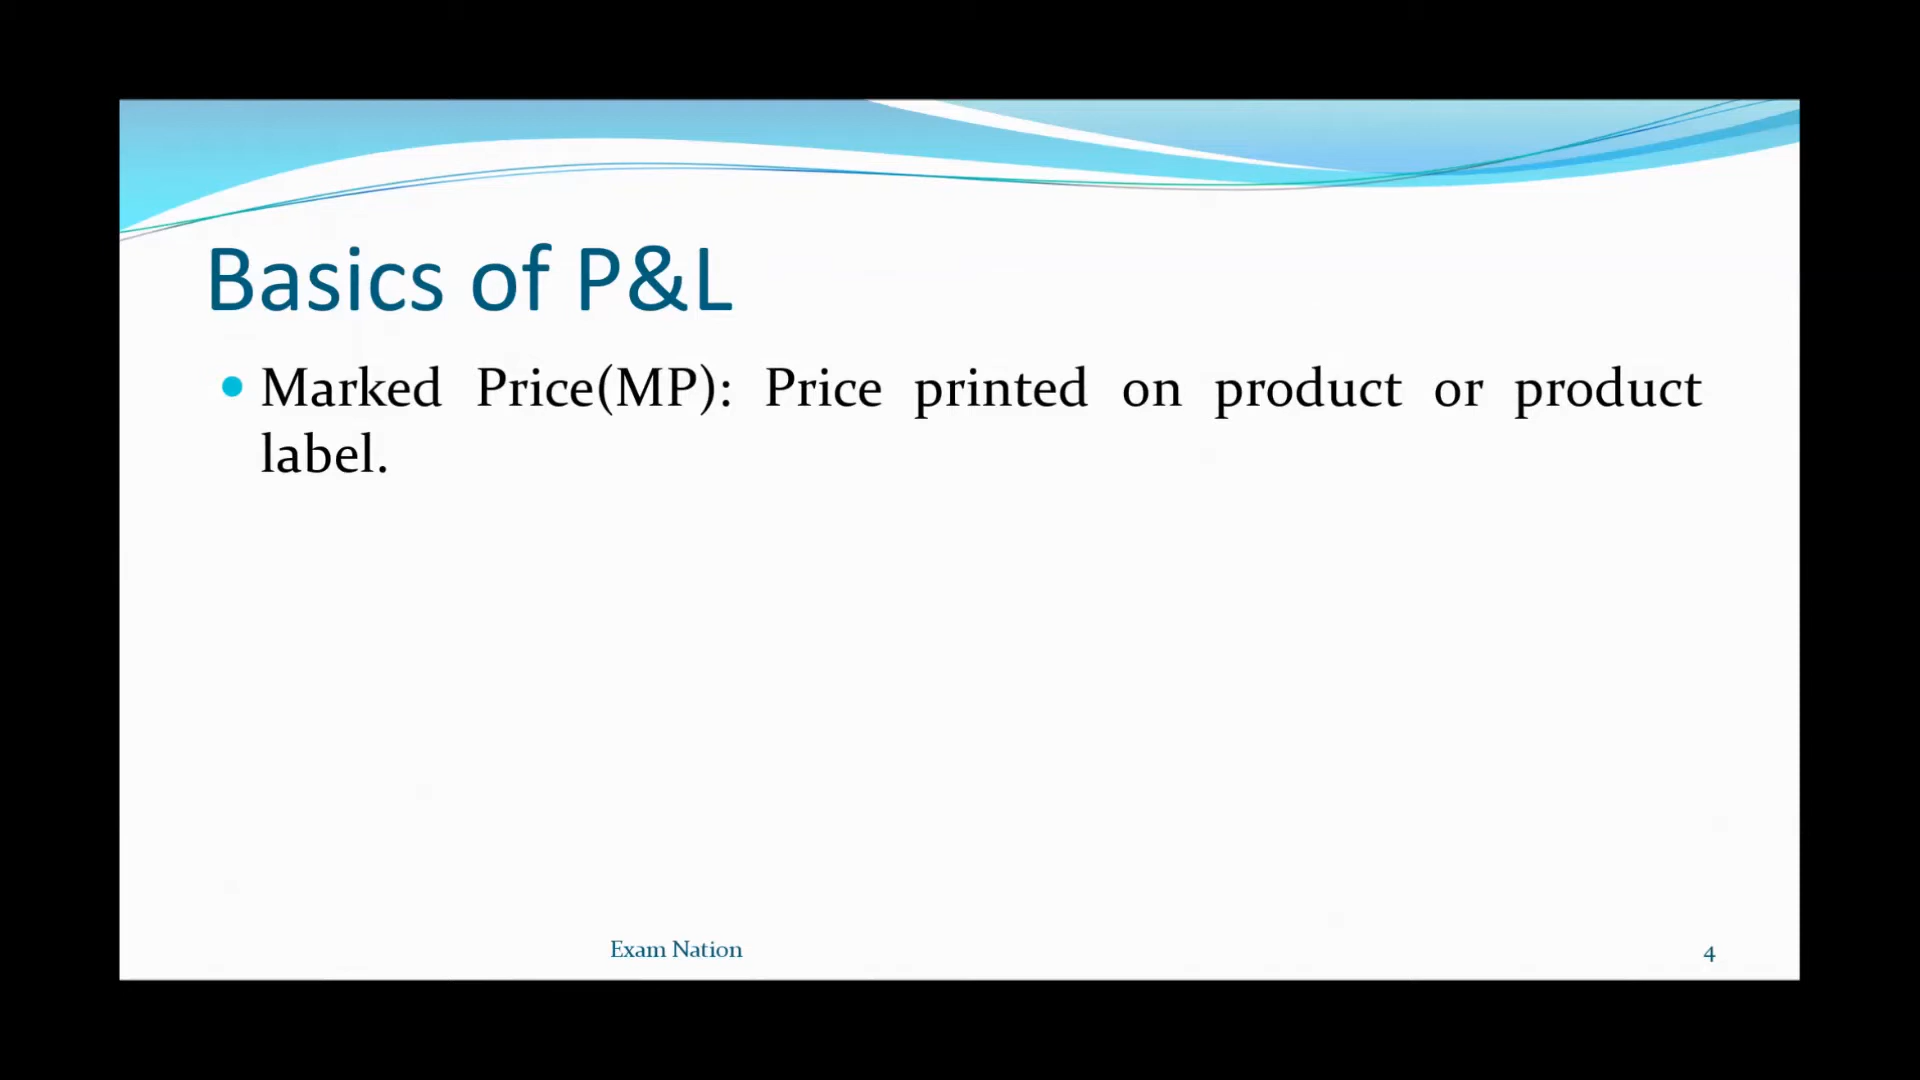 Basics of P&L
Marked Price(MP): Price printed on product or product
label.
Exam Nation
4